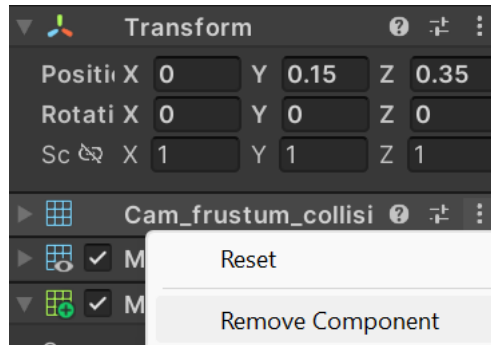 Transform
Positi X 0 Y 0.15 Z 0.35
Rotati X 0 Y 0 Z 0
Sc X 1 Y 1 Z 1
Cam_frustum_collisi
M
Reset
M
Remove Component